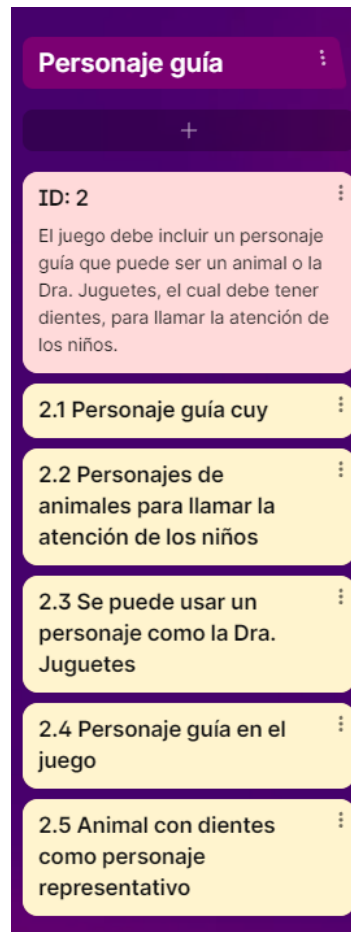 Personaje guía
+
ID: 2
El juego debe incluir un personaje
guía que puede ser un animal o la
Dra. Juguetes, el cual debe tener
dientes, para llamar la atención de
los niños.
2.1 Personaje guía cuy
2.2 Personajes de
animales para llamar la
atención de los niños
2.3 Se puede usar un
personaje como la Dra.
Juguetes
2.4 Personaje guía en el
juego
2.5 Animal con dientes
como personaje
representativo